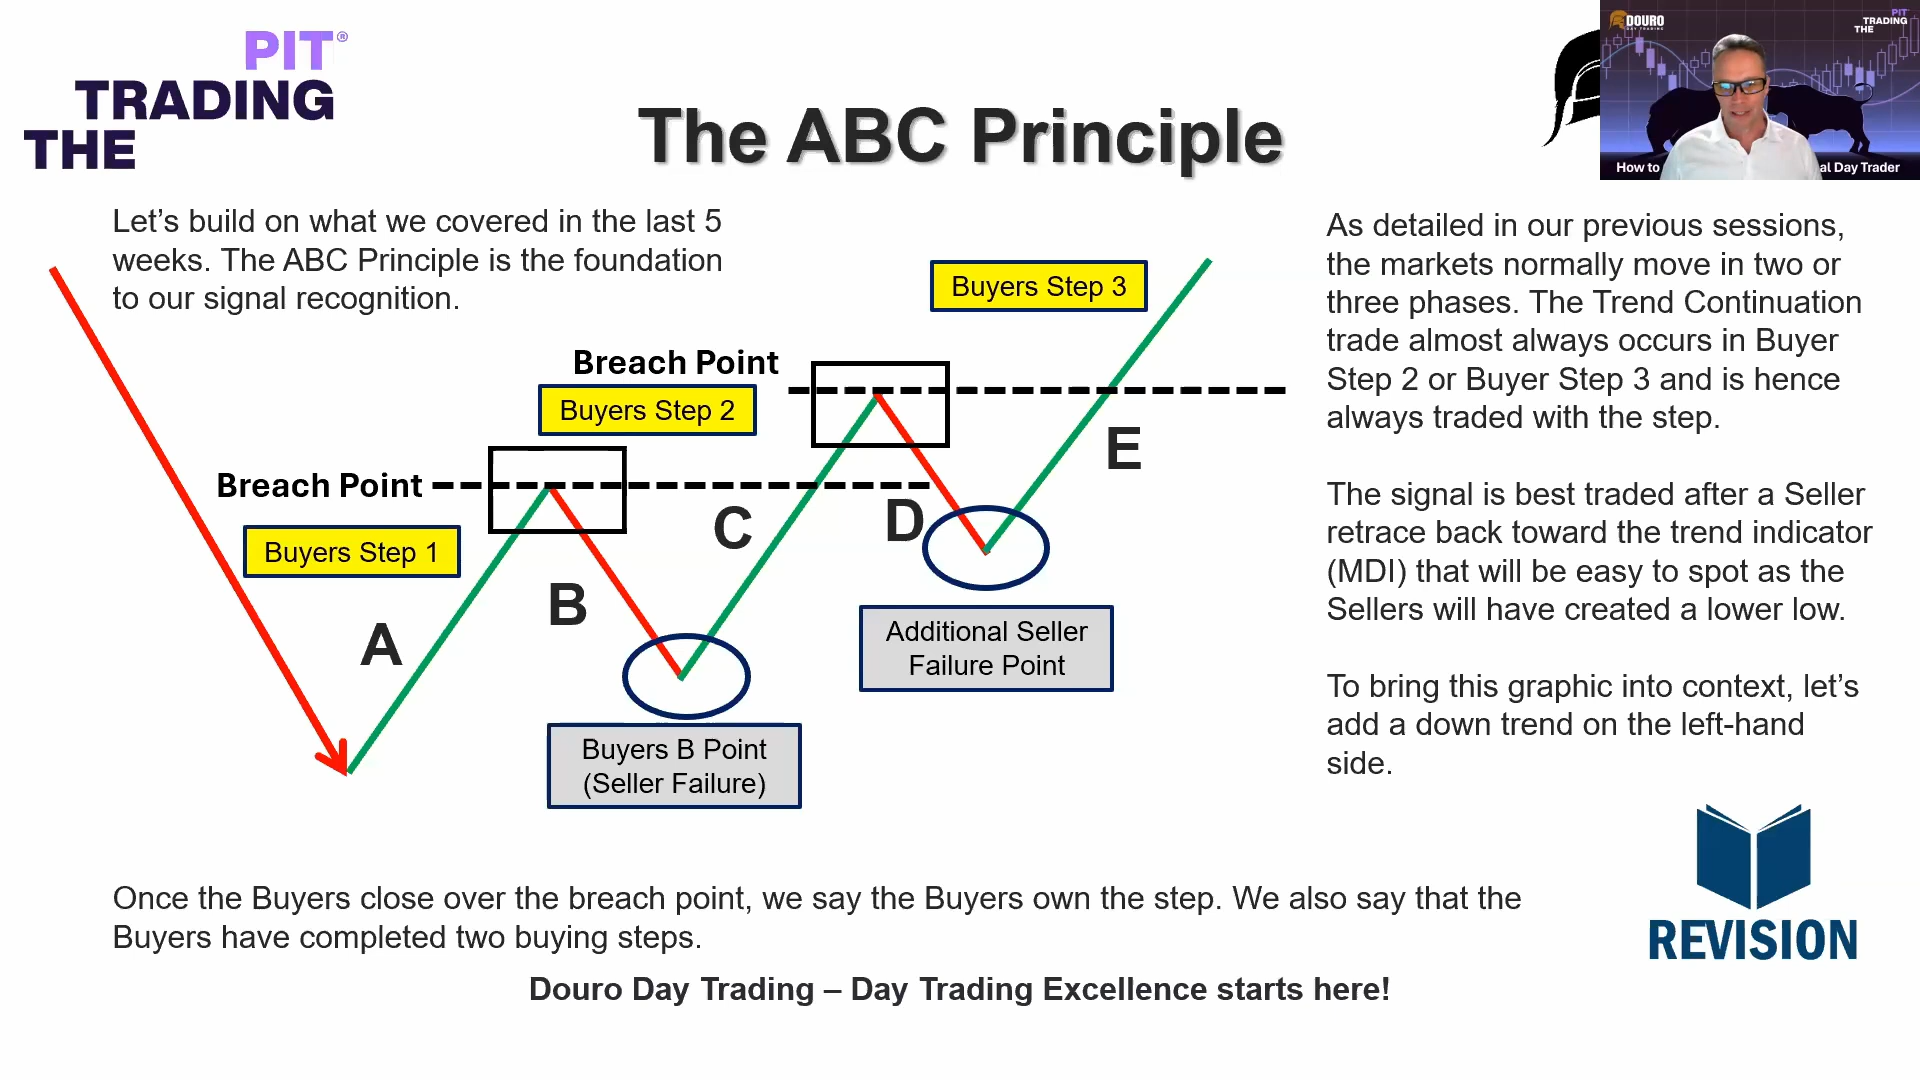 PIT®
TRADING
THE
The ABC Principle
DOURO
DAY TRADING
PIT
TRADING
THE
How to
al Day Trader
Let’s build on what we covered in the last 5
weeks. The ABC Principle is the foundation
to our signal recognition.
Buyers Step 3
Breach Point
Buyers Step 2
Breach Point
Buyers Step 1
A
B
C
D
E
Additional Seller
Failure Point
Buyers B Point
(Seller Failure)
As detailed in our previous sessions,
the markets normally move in two or
three phases. The Trend Continuation
trade almost always occurs in Buyer
Step 2 or Buyer Step 3 and is hence
always traded with the step.
The signal is best traded after a Seller
retrace back toward the trend indicator
(MDI) that will be easy to spot as the
Sellers will have created a lower low.
To bring this graphic into context, let’s
add a down trend on the left-hand
side.
REVISION
Once the Buyers close over the breach point, we say the Buyers own the step. We also say that the
Buyers have completed two buying steps.
Douro Day Trading – Day Trading Excellence starts here!